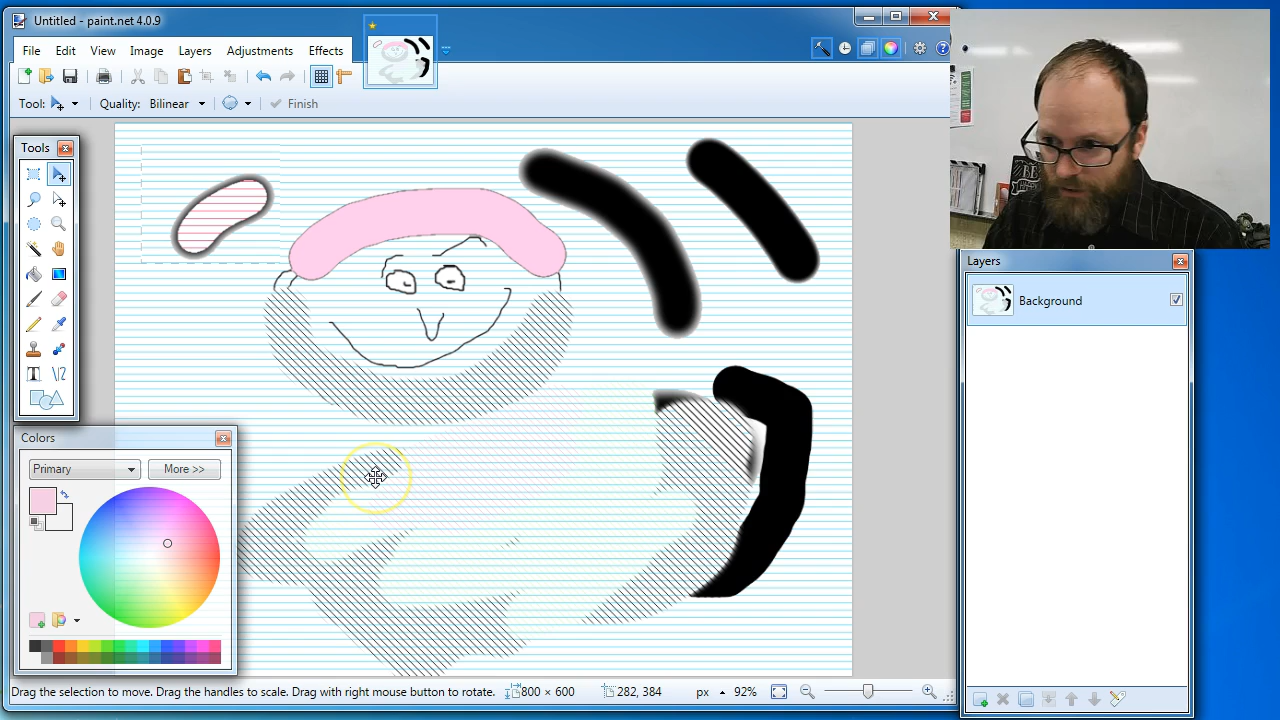 Untitled - paint.net 4.0.9
File Edit View Image Layers Adjustments Effects
Tool: Quality: Bilinear Finish
Tools
Colors
Primary More >>
Layers
Background
BE
Drag the selection to move. Drag the handles to scale. Drag with right mouse button to rotate. 800 × 600 282, 384 px 92%